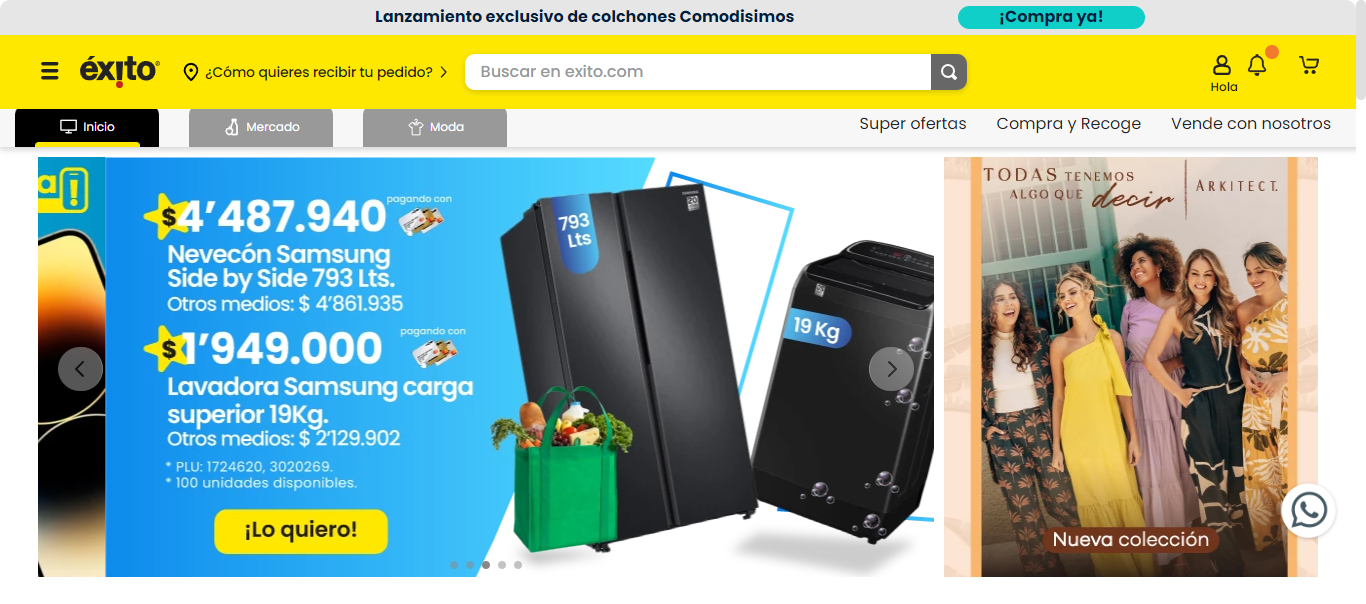 Lanzamiento exclusivo de colchones Comodisimos
¡Compra ya!
éxito
¿Cómo quieres recibir tu pedido?
Buscar en exito.com
Hola
Inicio
Mercado
Moda
Super ofertas
Compra y Recoge
Vende con nosotros
a!
$4’487.940
pagando con
Nevecón Samsung
Side by Side 793 Lts.
Otros medios: $ 4’861.935
$1’949.000
pagando con
Lavadora Samsung carga
superior 19Kg.
Otros medios: $ 2’129.902
* PLU: 1724620, 3020269.
* 100 unidades disponibles.
¡Lo quiero!
793
Lts
20
19 Kg
TODAS TENEMOS
ALGO QUE decir
ARKITECT.
Nueva colección